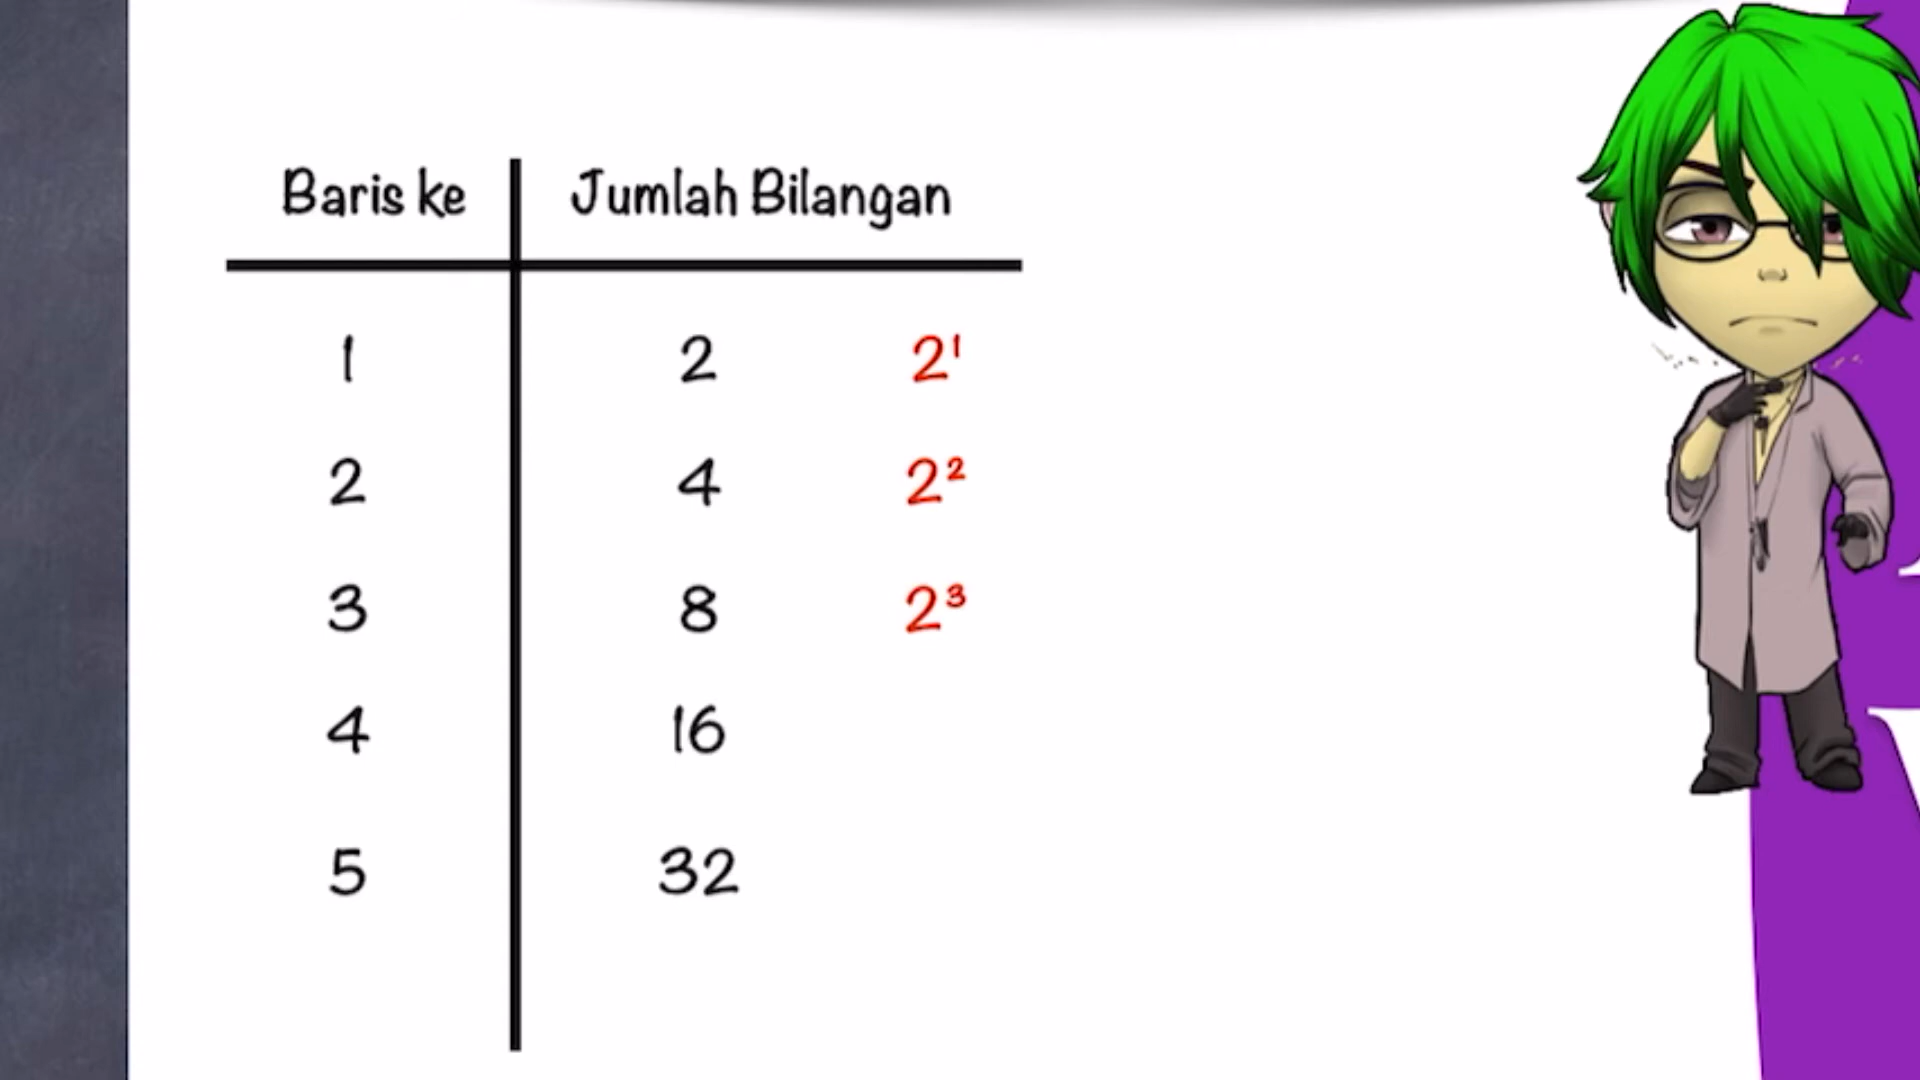 Baris ke Jumlah Bilangan
1 2 2¹
2 4 2²
3 8 2³
4 16
5 32